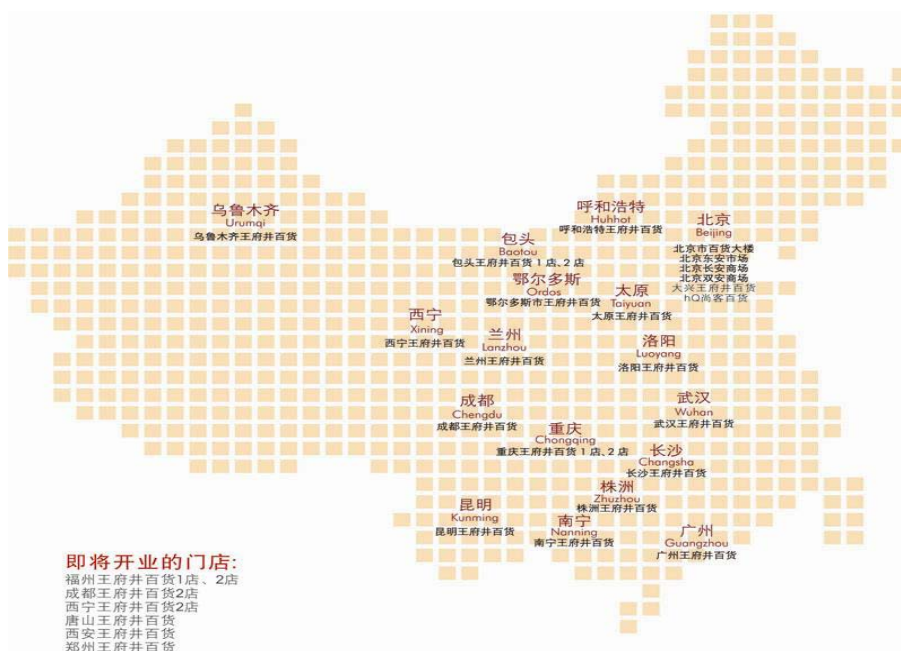 乌鲁木齐
Urumqi
乌鲁木齐王府井百货
呼和浩特
Huhhot
呼和浩特王府井百货
北京
Beijing
北京市百货大楼
北京东安市场
北京长安商场
北京双安商场
大兴王府井百货
hQ尚客百货
包头
Baotou
包头王府井百货1店、2店
鄂尔多斯
Ordos
鄂尔多斯市王府井百货
太原
Taiyuan
太原王府井百货
西宁
Xining
西宁王府井百货
兰州
Lanzhou
兰州王府井百货
洛阳
Luoyang
洛阳王府井百货
成都
Chengdu
成都王府井百货
武汉
Wuhan
武汉王府井百货
重庆
Chongqing
重庆王府井百货1店、2店
长沙
Changsha
长沙王府井百货
株洲
Zhuzhou
株洲王府井百货
昆明
Kunming
昆明王府井百货
南宁
Nanning
南宁王府井百货
广州
Guangzhou
广州王府井百货
即将开业的门店:
福州王府井百货1店、2店
成都王府井百货2店
西宁王府井百货2店
唐山王府井百货
西安王府井百货
郑州王府井百货